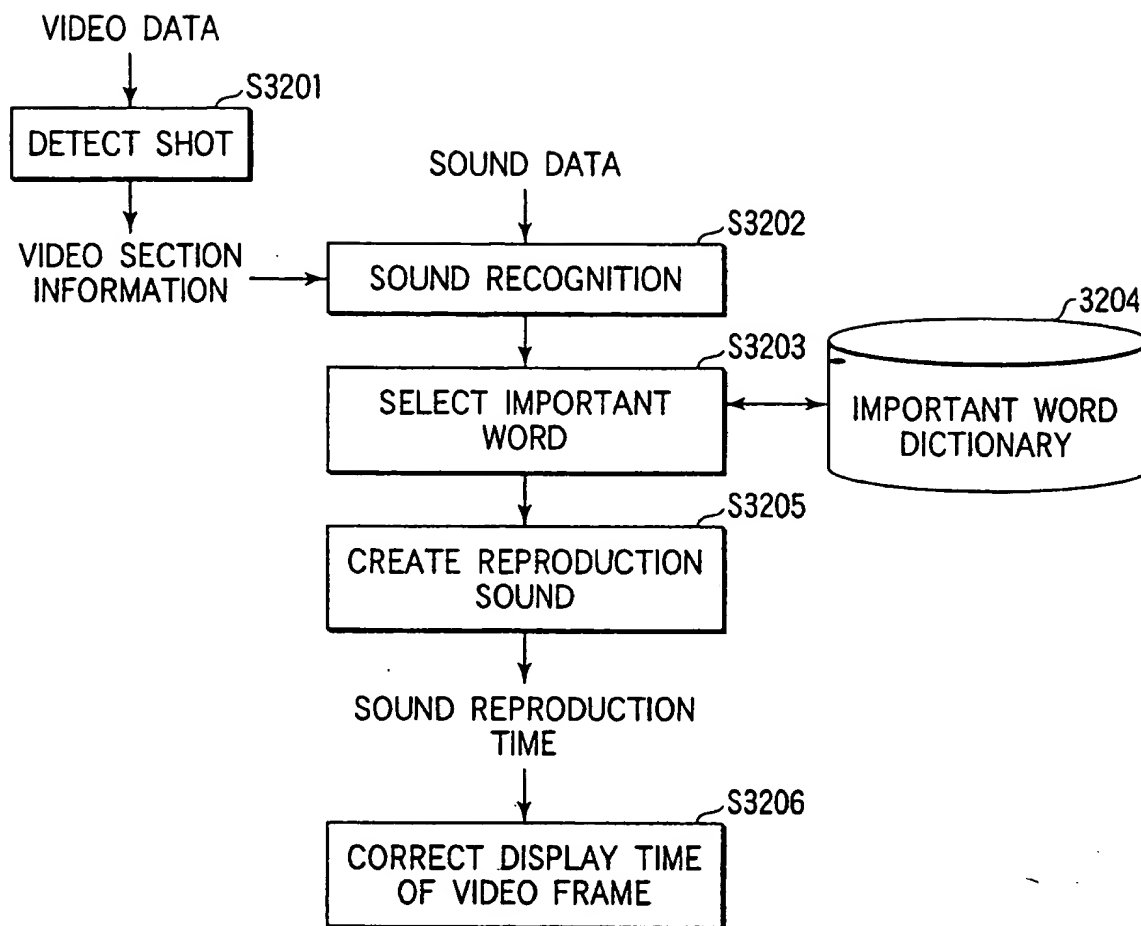 VIDEO DATA
S3201
DETECT SHOT
SOUND DATA
S3202
VIDEO SECTION
INFORMATION
SOUND RECOGNITION
3204
S3203
SELECT IMPORTANT
WORD
IMPORTANT WORD
DICTIONARY
S3205
CREATE REPRODUCTION
SOUND
SOUND REPRODUCTION
TIME
S3206
CORRECT DISPLAY TIME
OF VIDEO FRAME